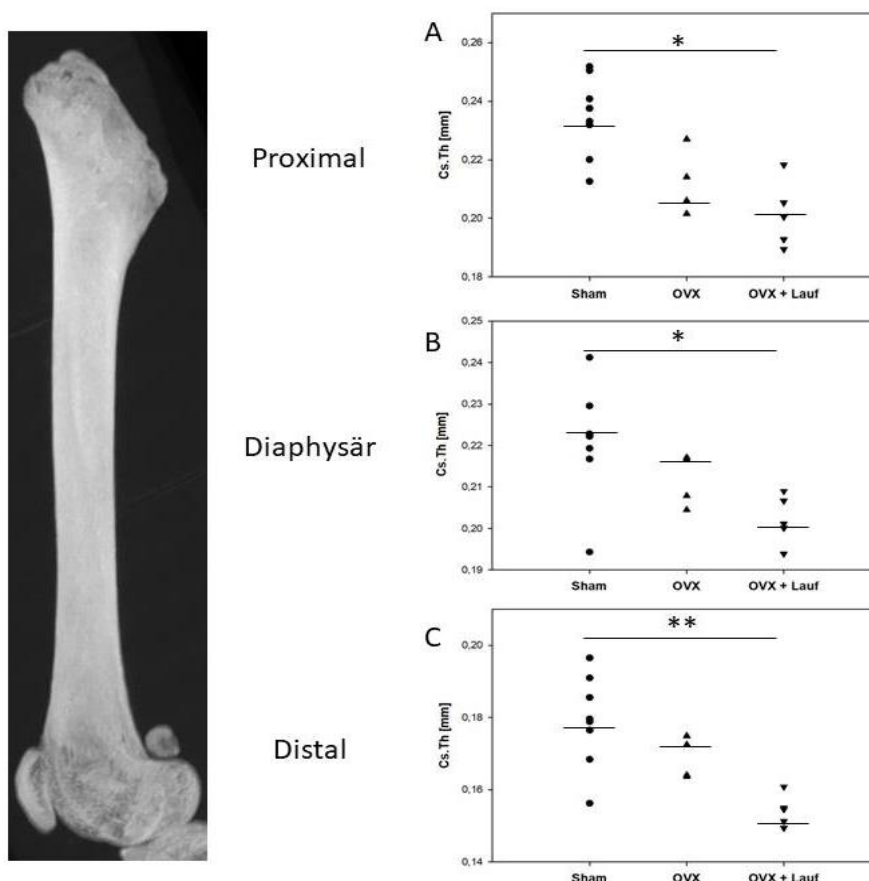 Proximal
Diaphysär
Distal
A
*
0,26
0,24
0,22
0,20
0,18
Cs.Th [mm]
Sham OVX OVX + Lauf
B
*
0,25
0,24
0,23
0,22
0,21
0,20
0,19
Cs.Th [mm]
Sham OVX OVX + Lauf
C
**
0,20
0,18
0,16
0,14
Cs.Th [mm]
Sham OVX OVX + Lauf